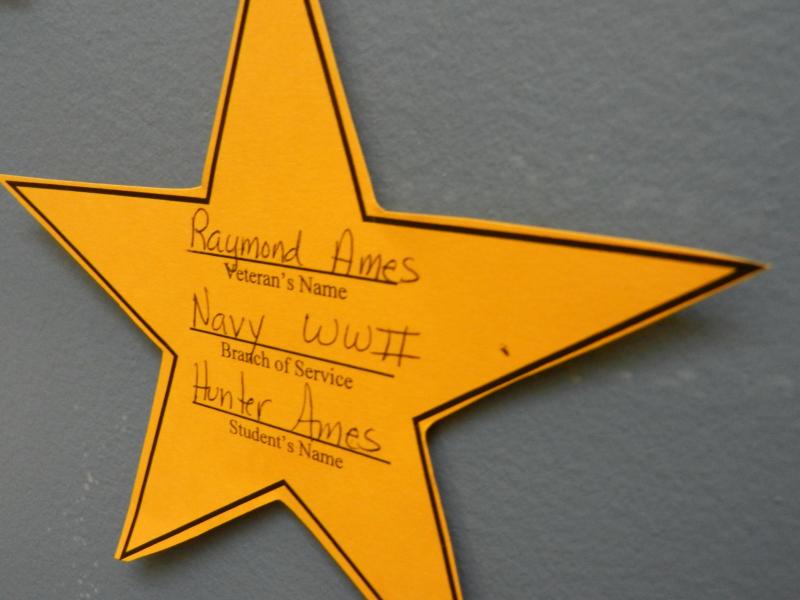 Raymond Ames
Veteran's Name
Navy WWII
Branch of Service
Hunter Ames
Student's Name